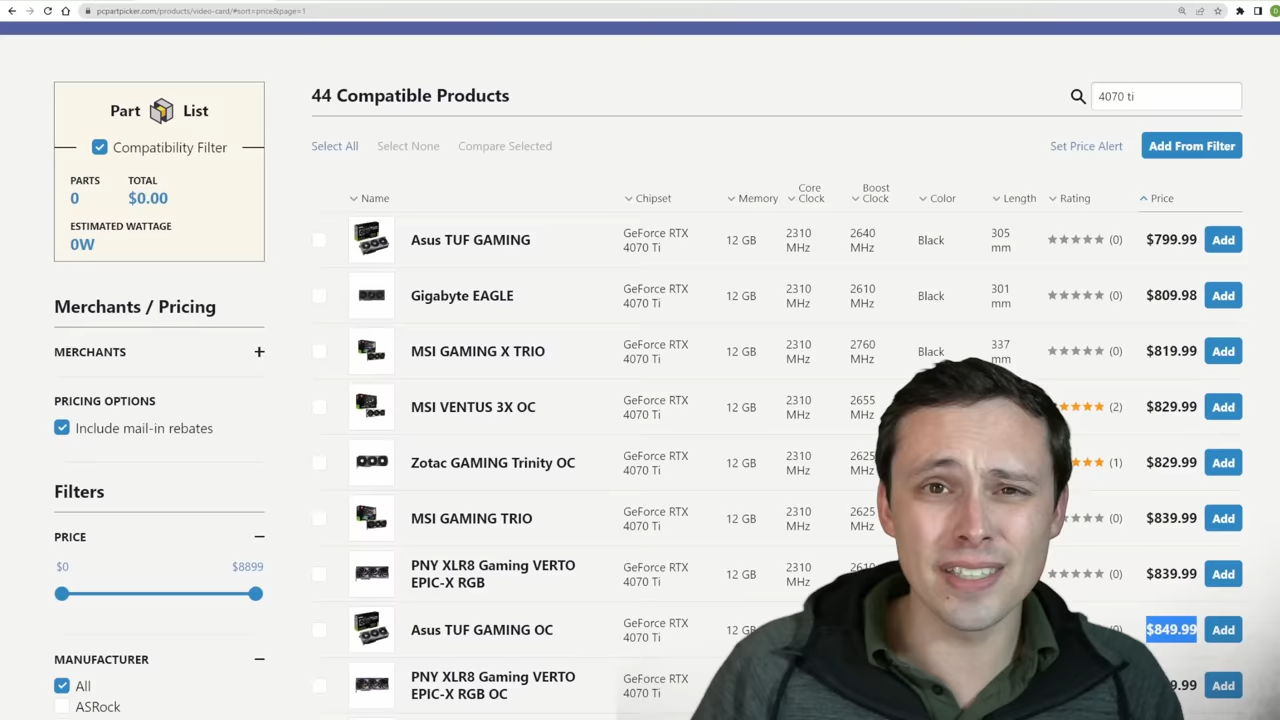 pcpartpicker.com/products/video-card/#sort=price&page=1
Part List
Compatibility Filter
PARTS TOTAL
0 $0.00
ESTIMATED WATTAGE
0W
Merchants / Pricing
MERCHANTS +
PRICING OPTIONS
Include mail-in rebates
Filters
PRICE
$0 $8899
MANUFACTURER
All
ASRock
44 Compatible Products
4070 ti
Select All Select None Compare Selected Set Price Alert Add From Filter
Name Chipset Memory Core Clock Boost Clock Color Length Rating Price
Asus TUF GAMING GeForce RTX 4070 Ti 12 GB 2310 MHz 2640 MHz Black 305 mm (0) $799.99 Add
Gigabyte EAGLE GeForce RTX 4070 Ti 12 GB 2310 MHz 2610 MHz Black 301 mm (0) $809.98 Add
MSI GAMING X TRIO GeForce RTX 4070 Ti 12 GB 2310 MHz 2760 MHz Black 337 mm (0) $819.99 Add
MSI VENTUS 3X OC GeForce RTX 4070 Ti 12 GB 2310 MHz 2655 MHz (2) $829.99 Add
Zotac GAMING Trinity OC GeForce RTX 4070 Ti 12 GB 2310 MHz 2625 MHz (1) $829.99 Add
MSI GAMING TRIO GeForce RTX 4070 Ti 12 GB 2310 MHz 2625 MHz (0) $839.99 Add
PNY XLR8 Gaming VERTO EPIC-X RGB GeForce RTX 4070 Ti 12 GB 2310 MHz 2610 (0) $839.99 Add
Asus TUF GAMING OC GeForce RTX 4070 Ti 12 GB $849.99 Add
PNY XLR8 Gaming VERTO EPIC-X RGB OC GeForce RTX 4070 Ti 9.99 Add